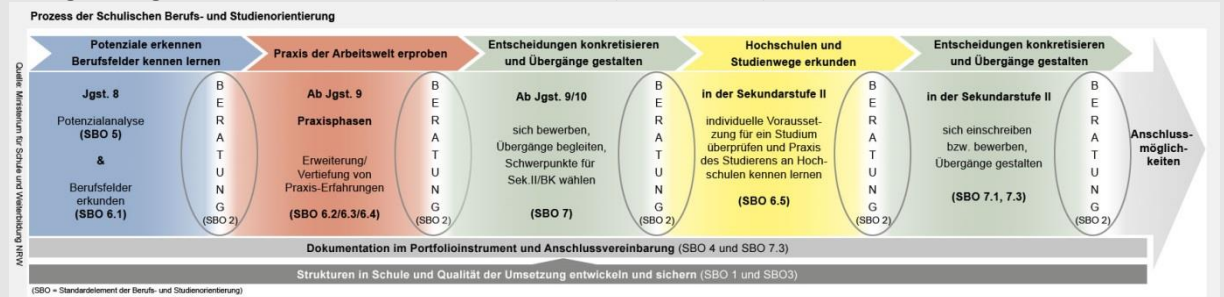 Prozess der Schulischen Berufs- und Studienorientierung
Potenziale erkennen
Berufsfelder kennen lernen
Praxis der Arbeitswelt erproben
Entscheidungen konkretisieren
und Übergänge gestalten
Hochschulen und
Studienwege erkunden
Entscheidungen konkretisieren
und Übergänge gestalten
Quelle: Ministerium für Schule und Weiterbildung NRW
Jgst. 8
Potenzialanalyse
(SBO 5)
&
Berufsfelder
erkunden
(SBO 6.1)
BERATUNG
(SBO 2)
Ab Jgst. 9
Praxisphasen
Erweiterung/
Vertiefung von
Praxis-Erfahrungen
(SBO 6.2/6.3/6.4)
BERATUNG
(SBO 2)
Ab Jgst. 9/10
sich bewerben,
Übergänge begleiten,
Schwerpunkte für
Sek.II/BK wählen
(SBO 7)
BERATUNG
(SBO 2)
in der Sekundarstufe II
individuelle Vorausset-
zung für ein Studium
überprüfen und Praxis
des Studierens an Hoch-
schulen kennen lernen
(SBO 6.5)
BERATUNG
(SBO 2)
in der Sekundarstufe II
sich einschreiben
bzw. bewerben,
Übergänge gestalten
(SBO 7.1, 7.3)
BERATUNG
(SBO 2)
Anschluss-
möglich-
keiten
Dokumentation im Portfolioinstrument und Anschlussvereinbarung (SBO 4 und SBO 7.3)
Strukturen in Schule und Qualität der Umsetzung entwickeln und sichern (SBO 1 und SBO3)
(SBO = Standardelement der Berufs- und Studienorientierung)